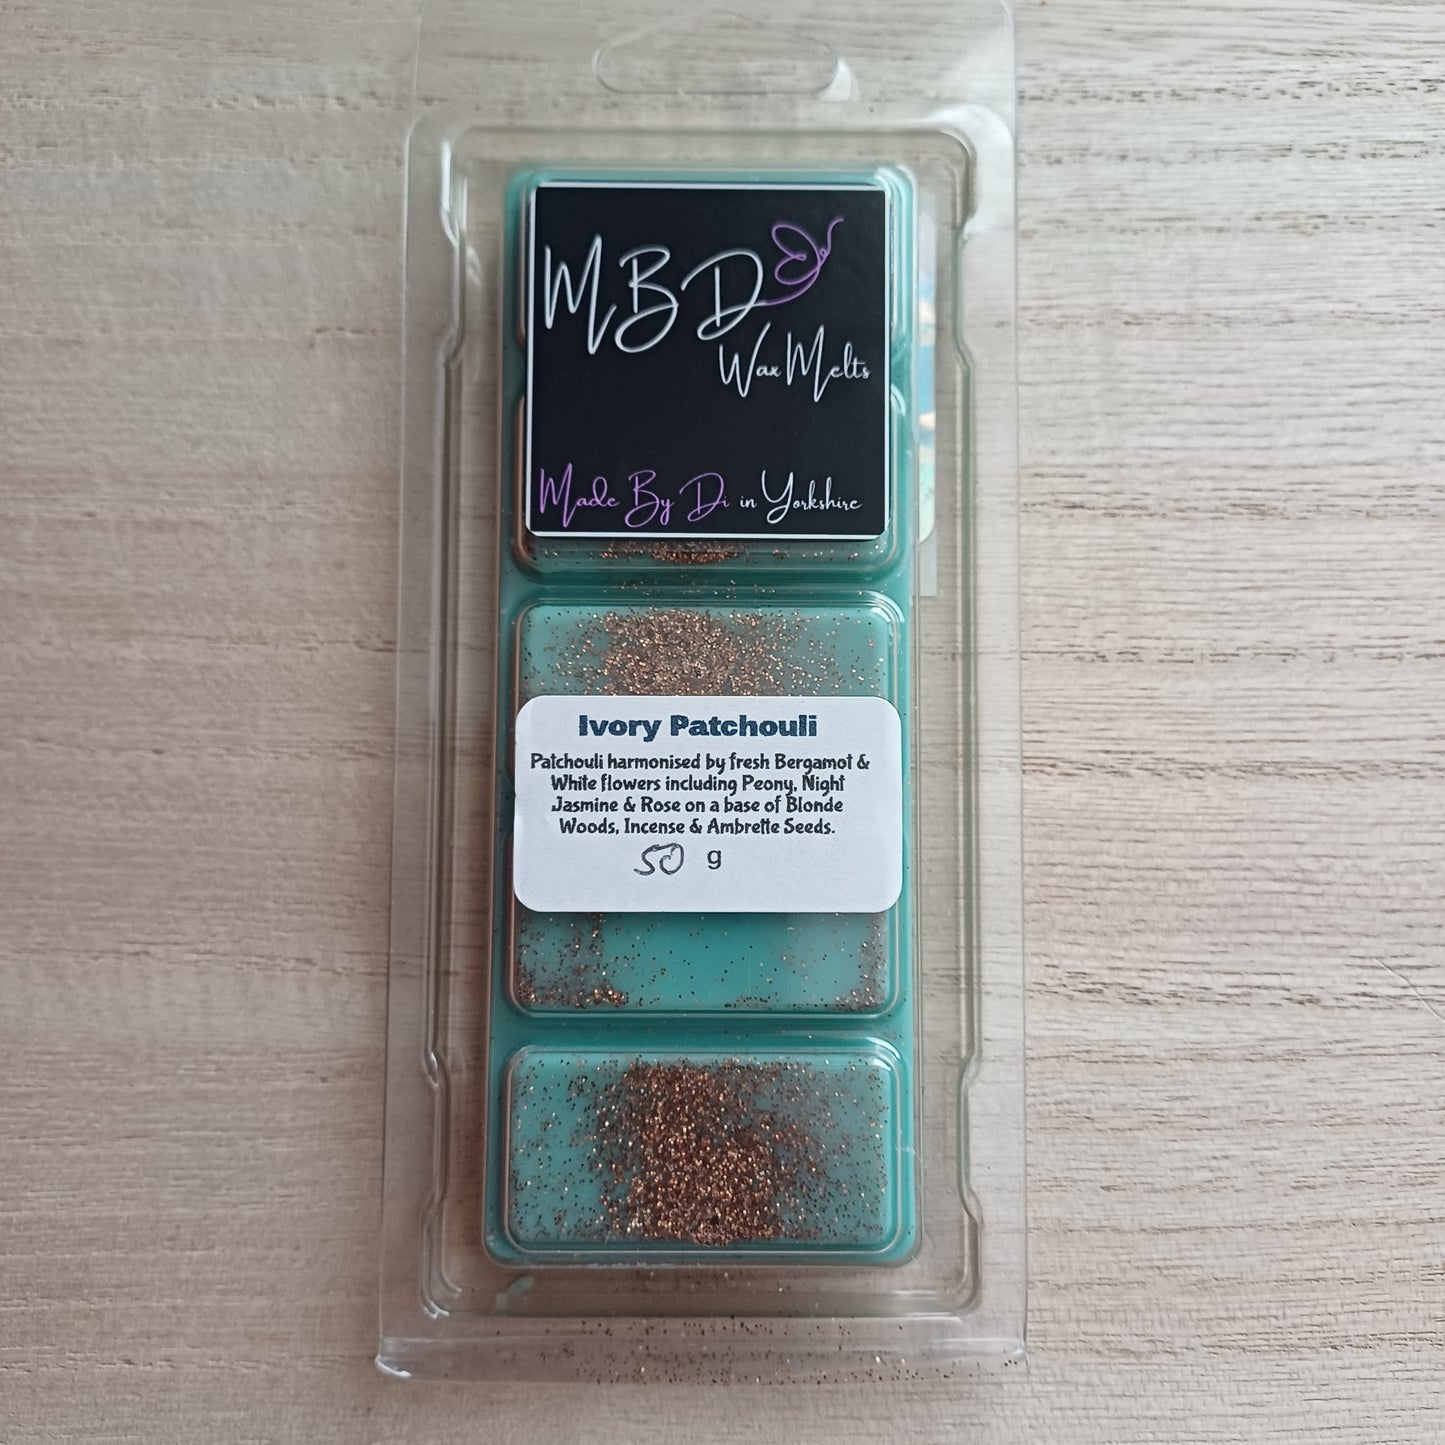 MBD
Wax Melts
Made By Di in Yorkshire
Ivory Patchouli
Patchouli harmonised by fresh Bergamot &
White flowers including Peony, Night
Jasmine & Rose on a base of Blonde
Woods, Incense & Ambrette Seeds.
50 g